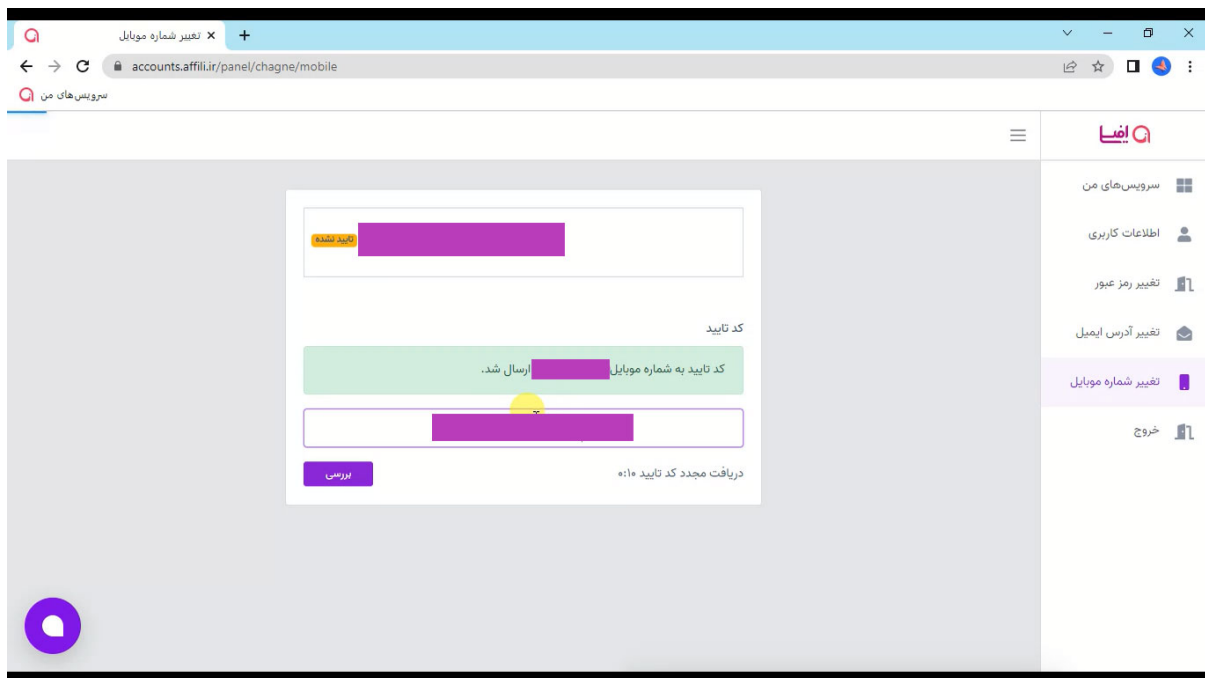 تغییر شماره موبایل
accounts.affili.ir/panel/chagne/mobile
سرویس‌های من
افیلی
سرویس‌های من
اطلاعات کاربری
تغییر رمز عبور
تغییر آدرس ایمیل
تغییر شماره موبایل
خروج
تایید نشده
کد تایید
کد تایید به شماره موبایل ارسال شد.
دریافت مجدد کد تایید ۰:۱۰
بررسی